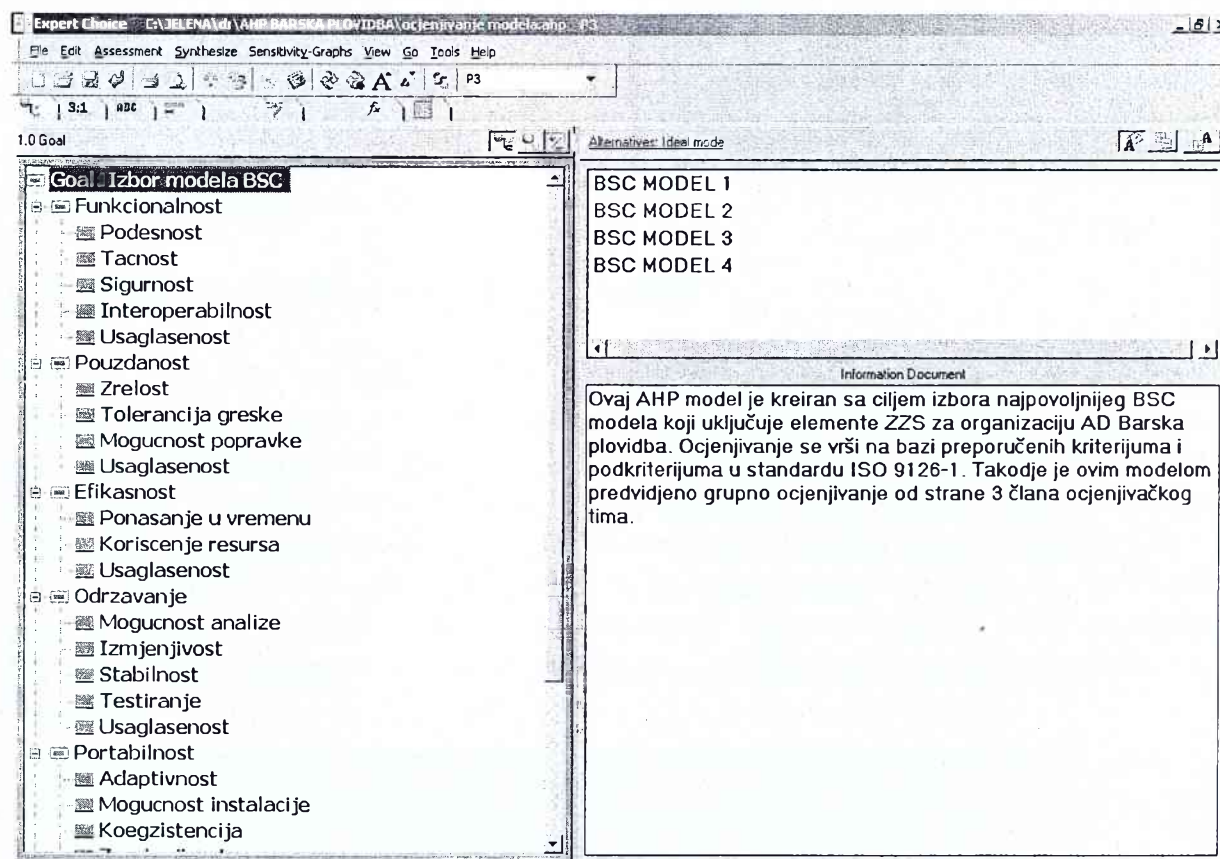 Expert Choice C:\JELENA\dr\AHP BARSKA PLOVIDBA\ocjenjivanje modela.ahp P3
File Edit Assessment Synthesize Sensitivity-Graphs View Go Tools Help
P3
3:1 ABC fx
1.0 Goal
Goal: Izbor modela BSC
Funkcionalnost
Podesnost
Tacnost
Sigurnost
Interoperabilnost
Usaglasenost
Pouzdanost
Zrelost
Tolerancija greske
Mogucnost popravke
Usaglasenost
Efikasnost
Ponasanje u vremenu
Koriscenje resursa
Usaglasenost
Odrzavanje
Mogucnost analize
Izmjenjivost
Stabilnost
Testiranje
Usaglasenost
Portabilnost
Adaptivnost
Mogucnost instalacije
Koegzistencija
Alternatives: Ideal mode
BSC MODEL 1
BSC MODEL 2
BSC MODEL 3
BSC MODEL 4
Information Document
Ovaj AHP model je kreiran sa ciljem izbora najpovoljnijeg BSC
modela koji uključuje elemente ZZS za organizaciju AD Barska
plovidba. Ocjenjivanje se vrši na bazi preporučenih kriterijuma i
podkriterijuma u standardu ISO 9126-1. Takodje je ovim modelom
predvidjeno grupno ocjenjivanje od strane 3 člana ocjenjivačkog
tima.